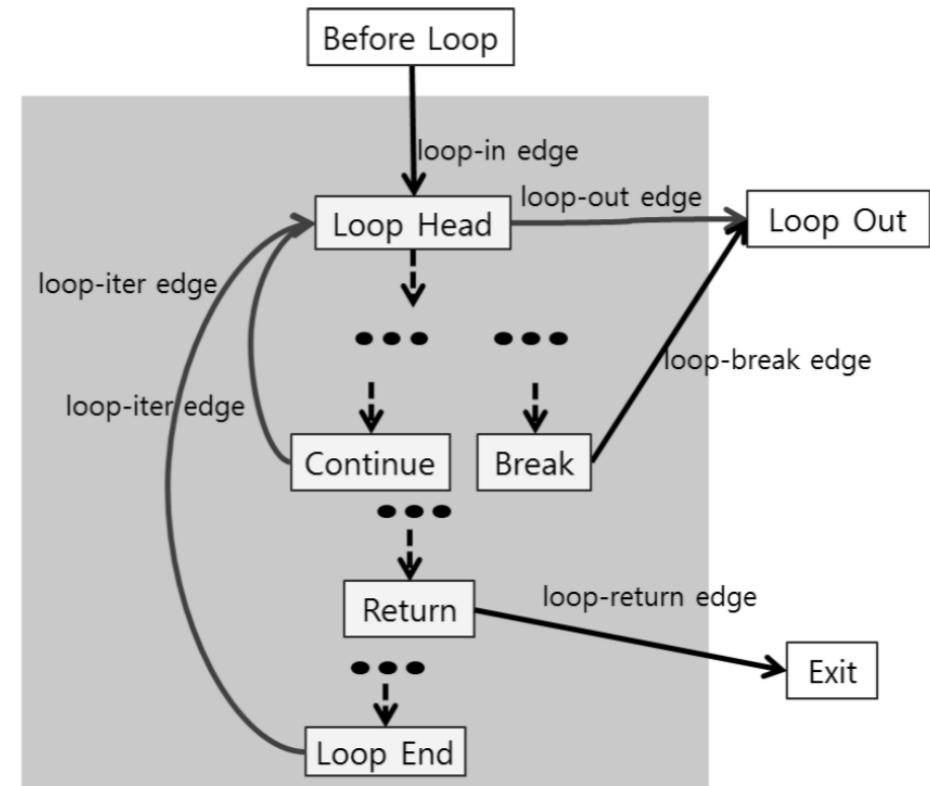 Before Loop
loop-in edge
loop-out edge
Loop Head
Loop Out
loop-iter edge
loop-break edge
loop-iter edge
Continue
Break
Return
loop-return edge
Exit
Loop End